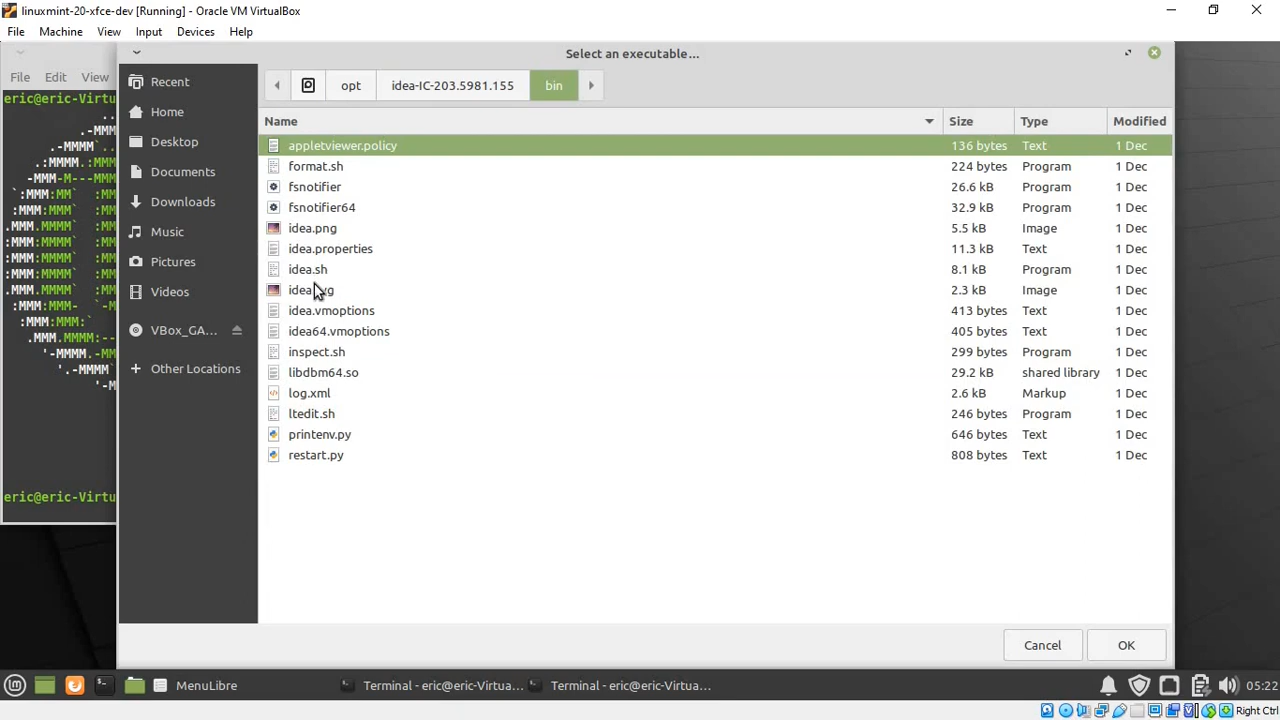 linuxmint-20-xfce-dev [Running] - Oracle VM VirtualBox
File Machine View Input Devices Help
Select an executable...
File Edit View
eric@eric-Virtu
Recent
Home
Desktop
Documents
Downloads
Music
Pictures
Videos
VBox_GA...
Other Locations
opt idea-IC-203.5981.155 bin
Name Size Type Modified
appletviewer.policy 136 bytes Text 1 Dec
format.sh 224 bytes Program 1 Dec
fsnotifier 26.6 kB Program 1 Dec
fsnotifier64 32.9 kB Program 1 Dec
idea.png 5.5 kB Image 1 Dec
idea.properties 11.3 kB Text 1 Dec
idea.sh 8.1 kB Program 1 Dec
2.3 kB Image 1 Dec
idea.vmoptions 413 bytes Text 1 Dec
idea64.vmoptions 405 bytes Text 1 Dec
inspect.sh 299 bytes Program 1 Dec
libdbm64.so 29.2 kB shared library 1 Dec
log.xml 2.6 kB Markup 1 Dec
ltedit.sh 246 bytes Program 1 Dec
printenv.py 646 bytes Text 1 Dec
restart.py 808 bytes Text 1 Dec
eric@eric-Virtu
Cancel OK
MenuLibre Terminal - eric@eric-Virtua... Terminal - eric@eric-Virtua... 05:22
Right Ctrl